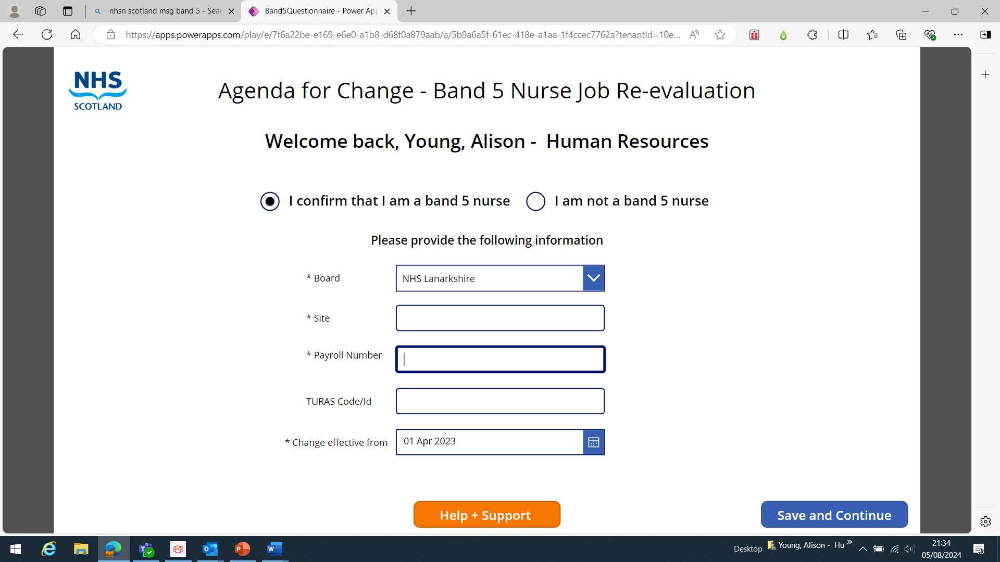 nhsn scotland msg band 5 - Sear
Band5Questionnaire - Power App
https://apps.powerapps.com/play/e/7f6a22be-e169-e6e0-a1b8-d68f0a879aab/a/5b9a6a5f-61ec-418e-a1aa-1f4ccec7762a?tenantId=10e...
NHS
SCOTLAND
Agenda for Change - Band 5 Nurse Job Re-evaluation
Welcome back, Young, Alison - Human Resources
I confirm that I am a band 5 nurse
I am not a band 5 nurse
Please provide the following information
* Board
NHS Lanarkshire
* Site
* Payroll Number
TURAS Code/Id
* Change effective from
01 Apr 2023
Help + Support
Save and Continue
Desktop
Young, Alison - Hu
21:34
05/08/2024